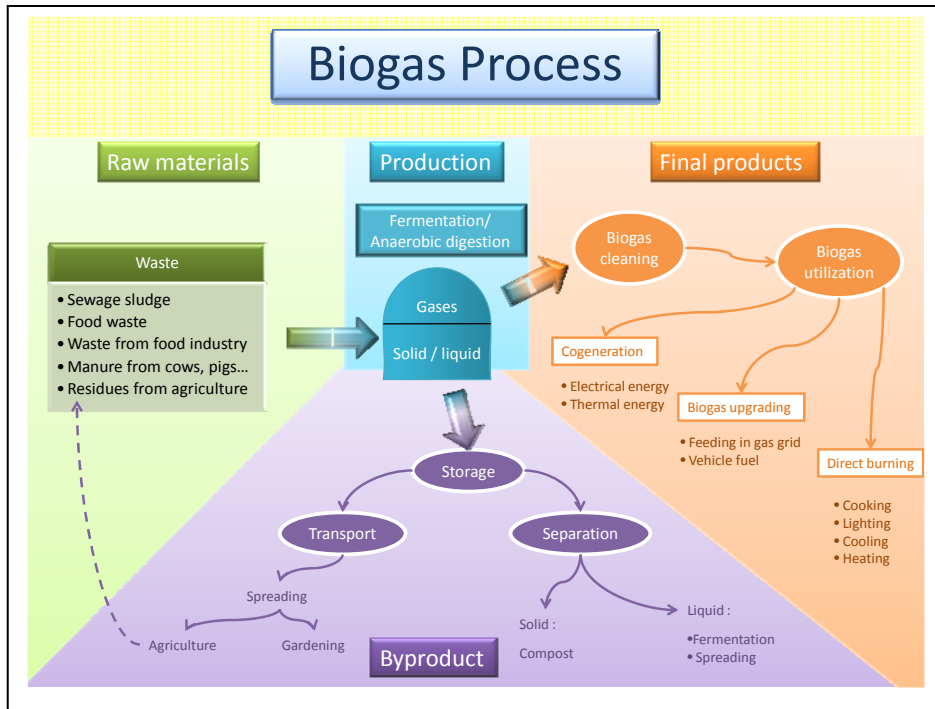 Biogas Process
Raw materials
Production
Final products
Fermentation/
Anaerobic digestion
Waste
• Sewage sludge
• Food waste
• Waste from food industry
• Manure from cows, pigs...
• Residues from agriculture
Gases
Solid / liquid
Biogas
cleaning
Biogas
utilization
Cogeneration
• Electrical energy
• Thermal energy
Biogas upgrading
• Feeding in gas grid
• Vehicle fuel
Direct burning
• Cooking
• Lighting
• Cooling
• Heating
Storage
Transport
Separation
Spreading
Agriculture
Gardening
Solid :
Compost
Liquid :
•Fermentation
• Spreading
Byproduct